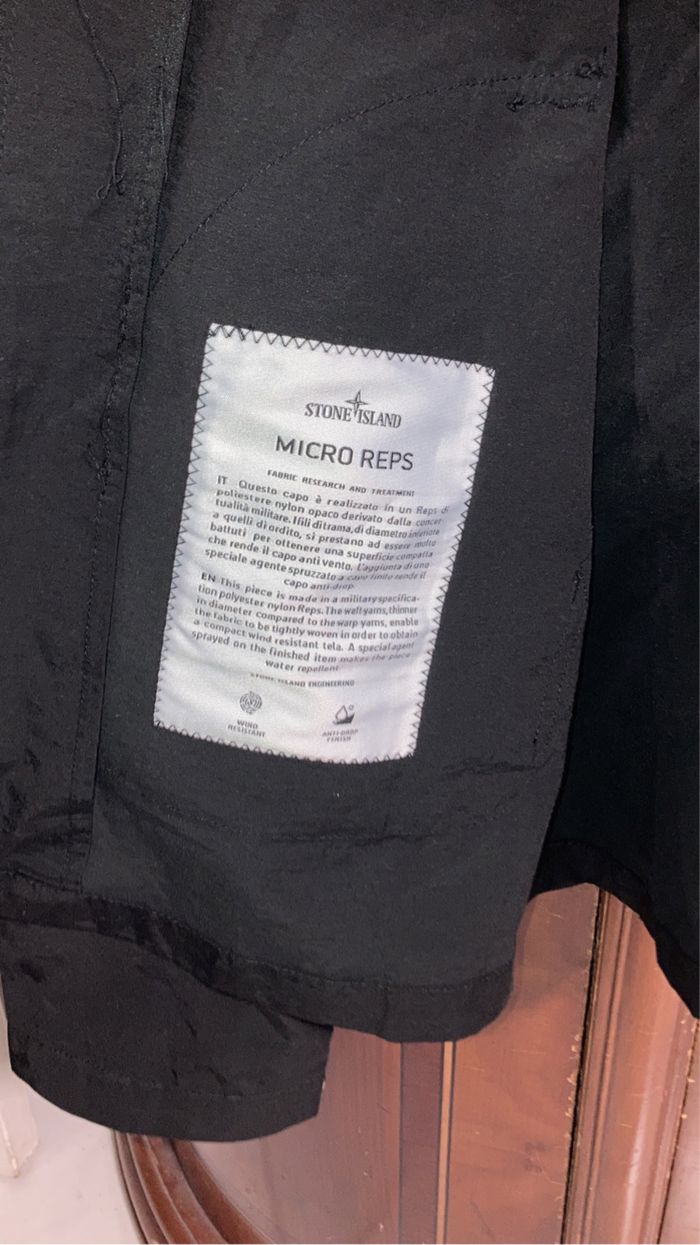 STONE ISLAND
MICRO REPS
FABRIC RESEARCH AND TREATMENT
IT Questo capo è realizzato in un Reps di
poliestere nylon opaco derivato dalla concet-
tualità militare. I fili di trama, di diametro inferiore
a quelli di ordito, si prestano ad essere molto
battuti per ottenere una superficie compatta
che rende il capo anti vento. L'aggiunta di uno
speciale agente spruzzato a capo finito rende il
capo anti-drop.
EN This piece is made in a military specifica-
tion polyester nylon Reps. The weft yarns, thinner
in diameter compared to the warp yarns, enable
the fabric to be tightly woven in order to obtain
a compact wind resistant tela. A special agent
sprayed on the finished item makes the piece
water repellent.
STONE ISLAND ENGINEERING
WIND
RESISTANT
ANTI-DROP
FINISH